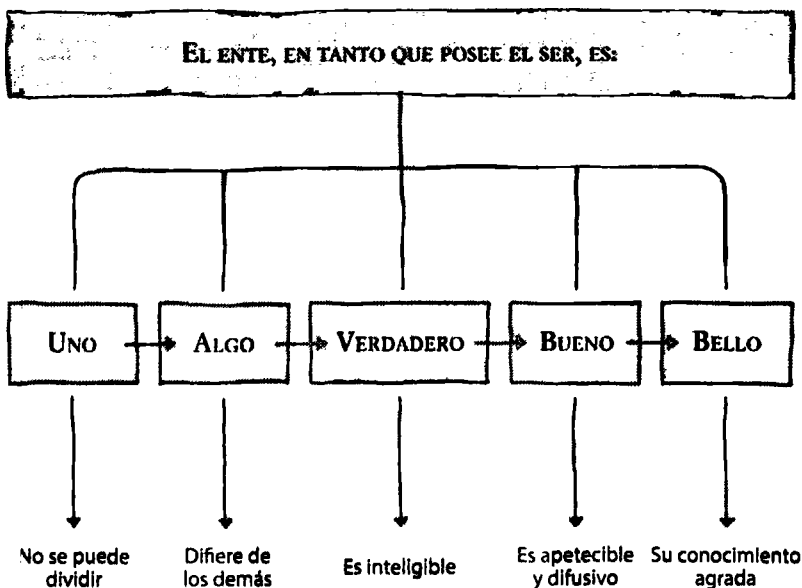 EL ENTE, EN TANTO QUE POSEE EL SER, ES:
UNO
ALGO
VERDADERO
BUENO
BELLO
No se puede
dividir
Difiere de
los demás
Es inteligible
Es apetecible
y difusivo
Su conocimiento
agrada